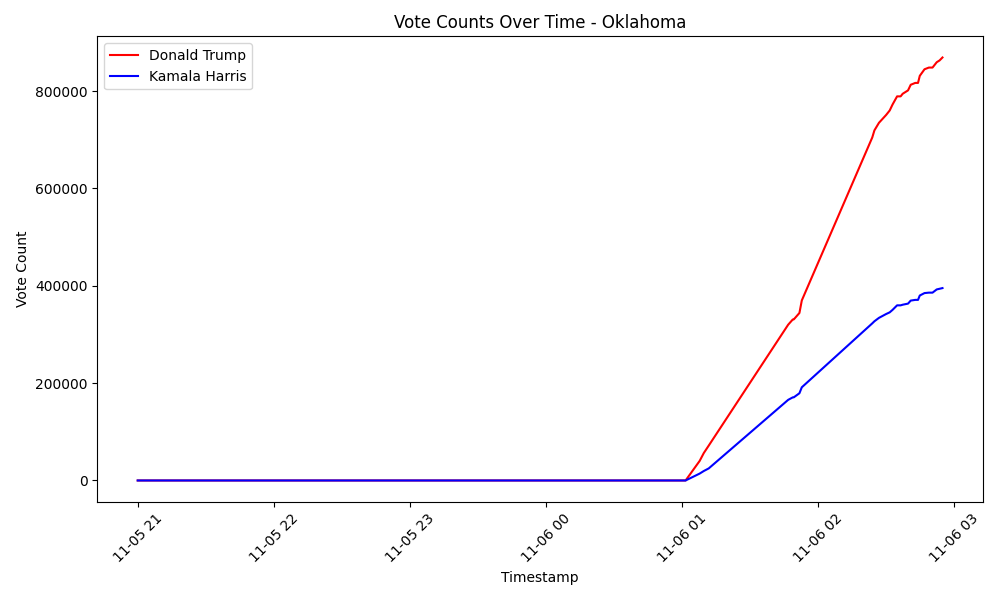 Vote Counts Over Time - Oklahoma
Donald Trump
Kamala Harris
Vote Count
800000
600000
400000
200000
0
11-05 21
11-05 22
11-05 23
11-06 00
11-06 01
11-06 02
11-06 03
Timestamp